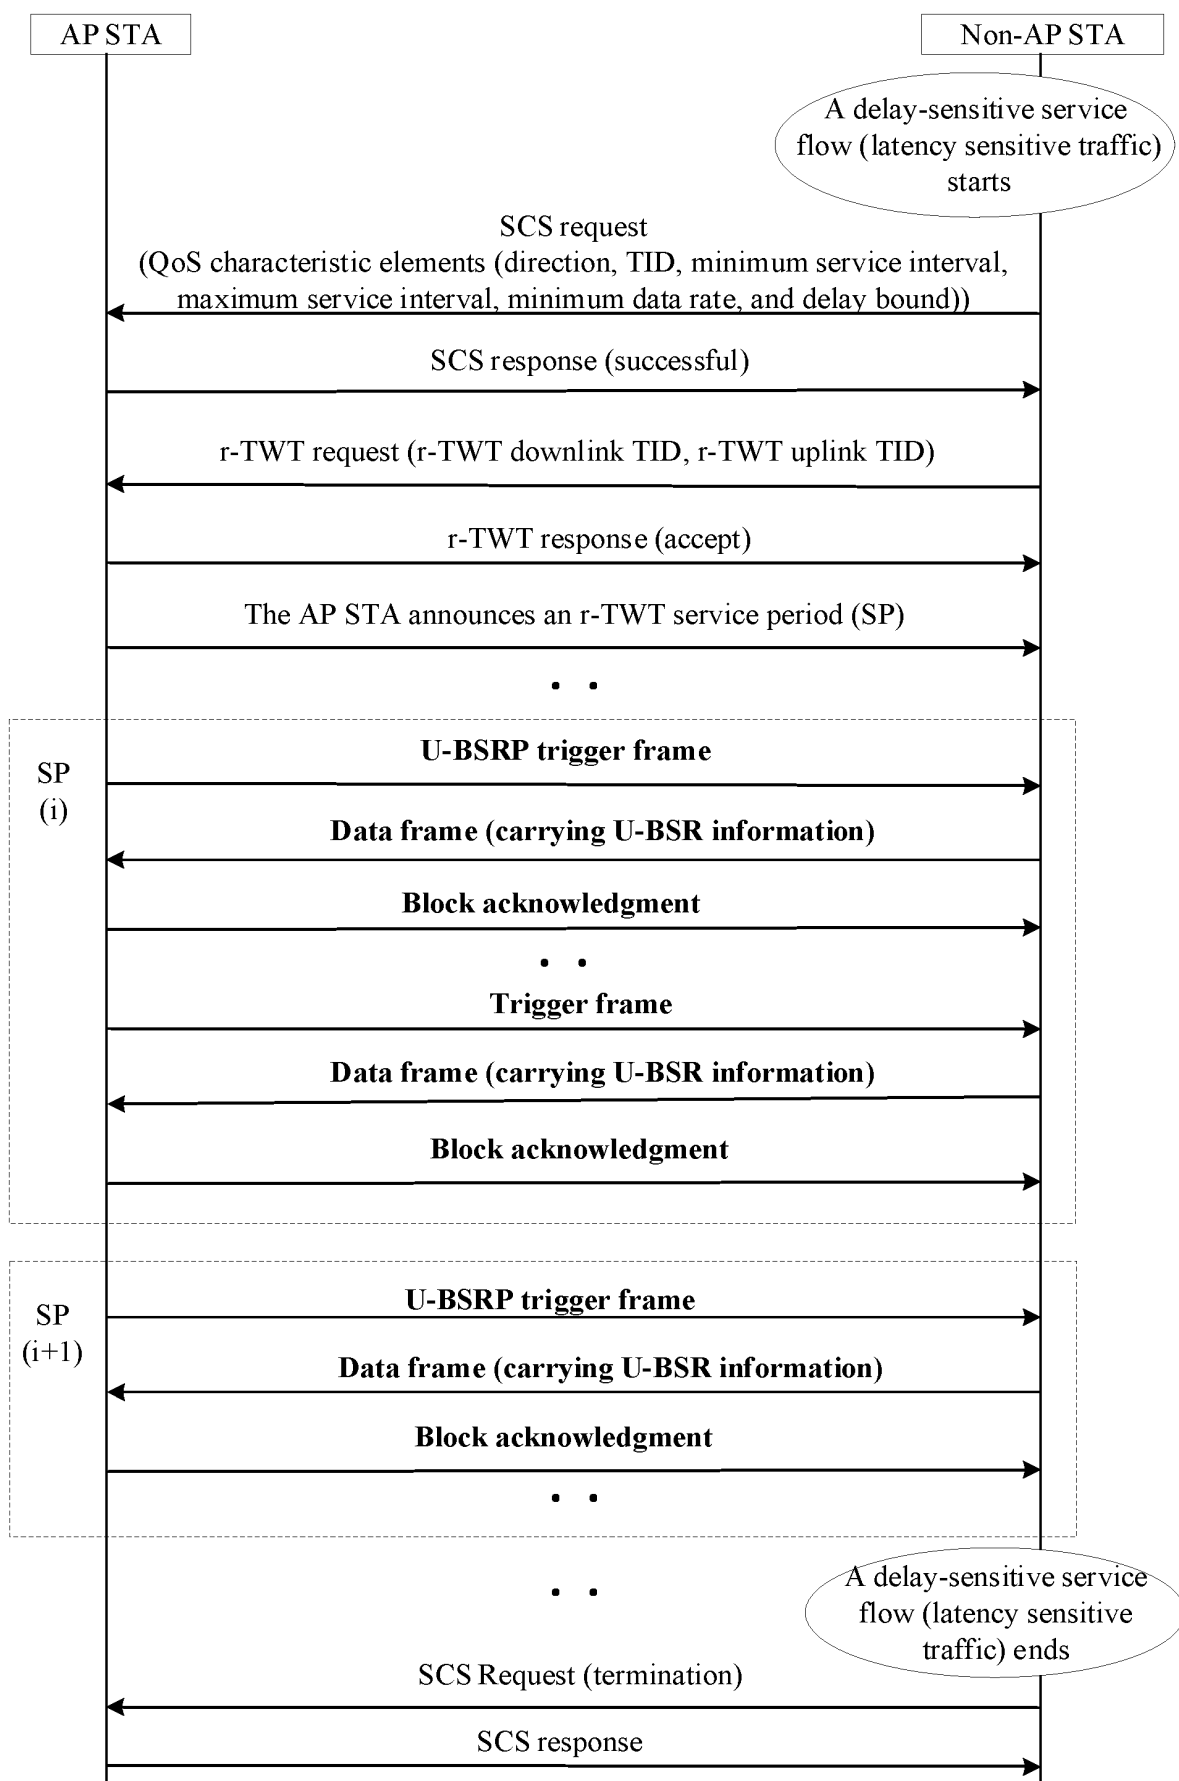 AP STA
Non-AP STA
A delay-sensitive service
flow (latency sensitive traffic)
starts
SCS request
(QoS characteristic elements (direction, TID, minimum service interval,
maximum service interval, minimum data rate, and delay bound))
SCS response (successful)
r-TWT request (r-TWT downlink TID, r-TWT uplink TID)
r-TWT response (accept)
The AP STA announces an r-TWT service period (SP)
. .
SP
(i)
U-BSRP trigger frame
Data frame (carrying U-BSR information)
Block acknowledgment
. .
Trigger frame
Data frame (carrying U-BSR information)
Block acknowledgment
SP
(i+1)
U-BSRP trigger frame
Data frame (carrying U-BSR information)
Block acknowledgment
. .
. .
A delay-sensitive service
flow (latency sensitive
traffic) ends
SCS Request (termination)
SCS response